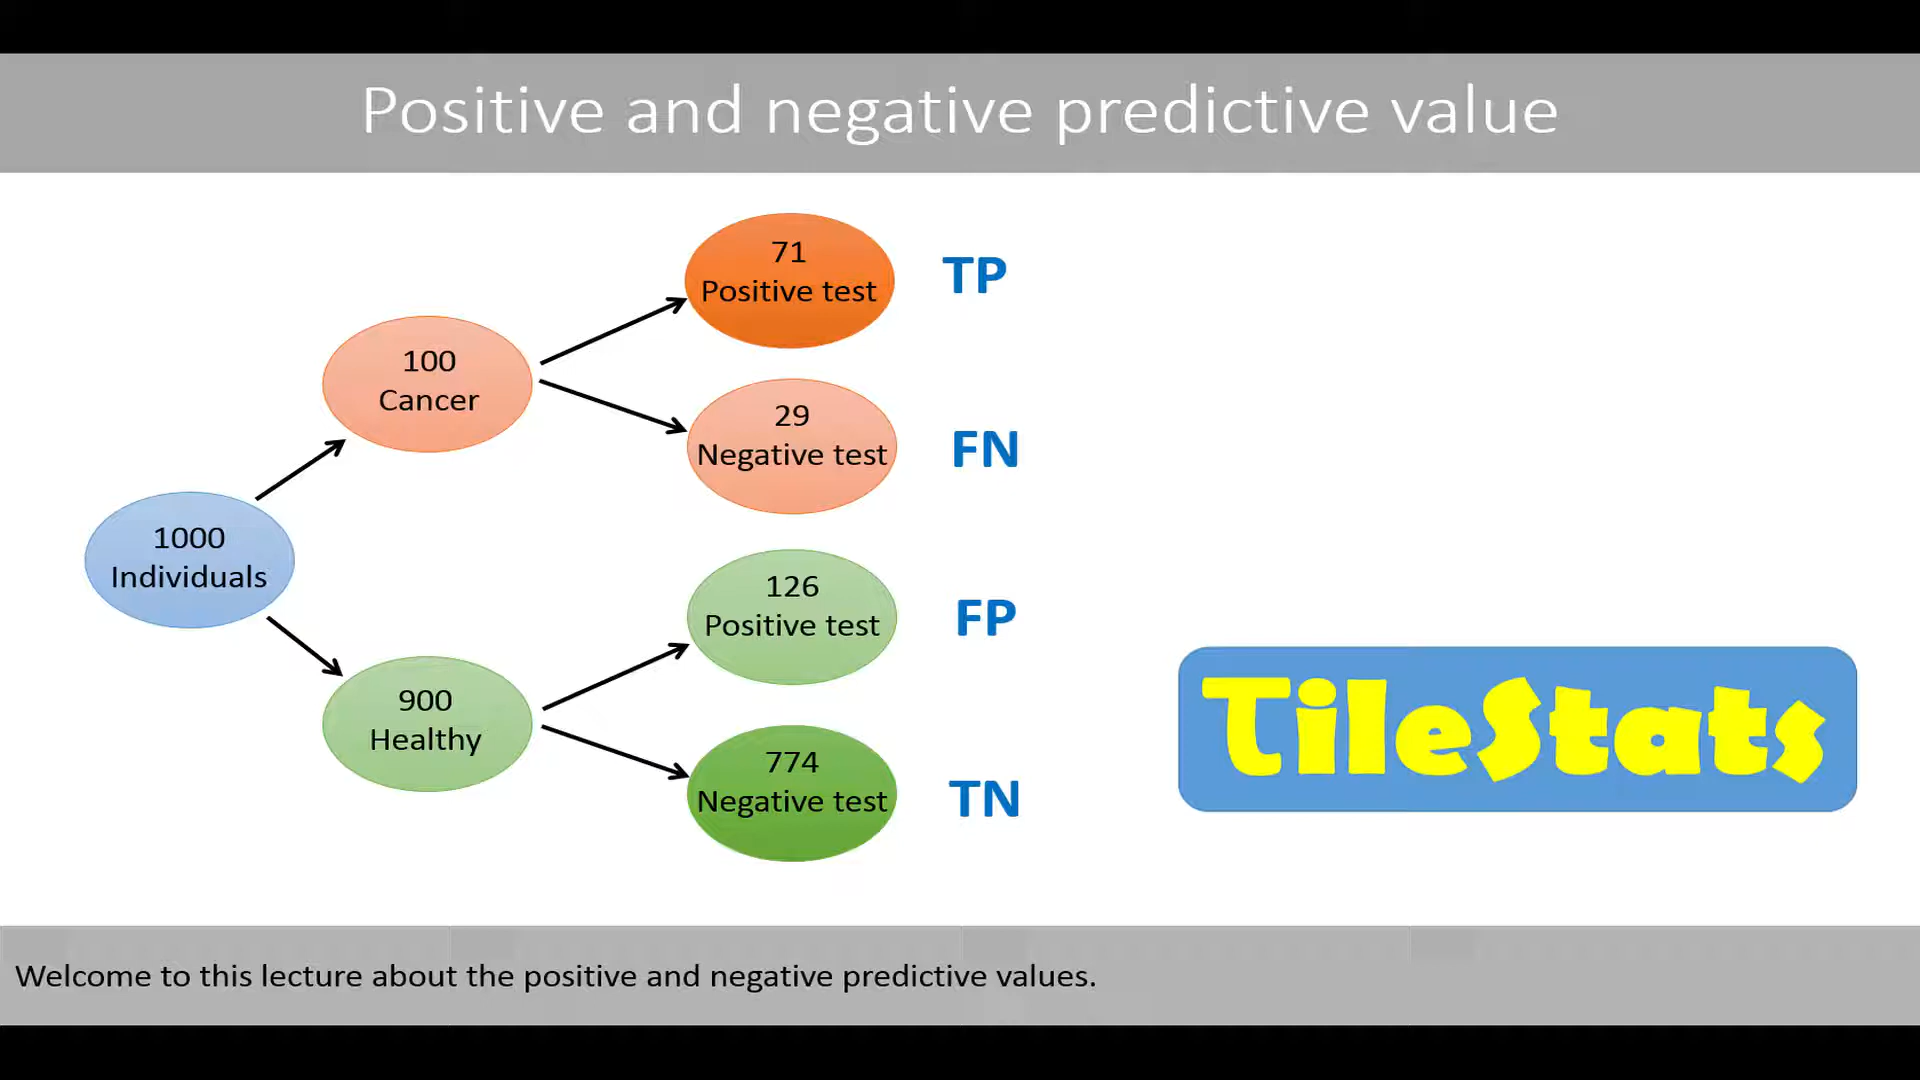 Positive and negative predictive value
71
Positive test
TP
100
Cancer
29
Negative test
FN
1000
Individuals
126
Positive test
FP
900
Healthy
774
Negative test
TN
TileStats
Welcome to this lecture about the positive and negative predictive values.